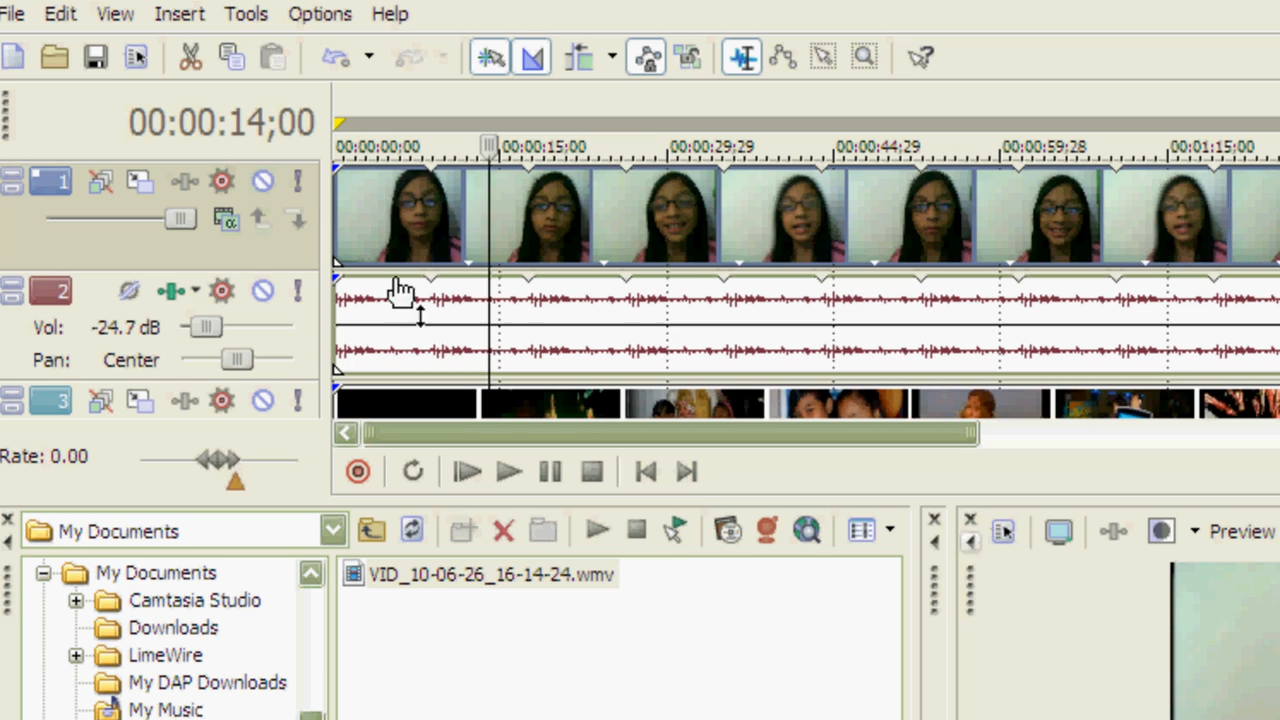 File Edit View Insert Tools Options Help
00:00:14;00
00:00:00;00 00:00:15;00 00:00:29;29 00:00:44;29 00:00:59;28 00:01:15;00
1
2
Vol: -24.7 dB
Pan: Center
3
Rate: 0.00
My Documents
Preview
My Documents
VID_10-06-26_16-14-24.wmv
Camtasia Studio
Downloads
LimeWire
My DAP Downloads
My Music